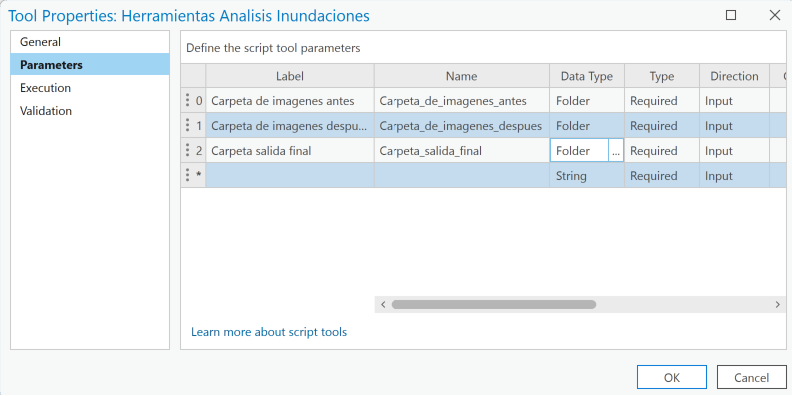 Tool Properties: Herramientas Analisis Inundaciones
General
Parameters
Execution
Validation
Define the script tool parameters
Label Name Data Type Type Direction
0 Carpeta de imagenes antes Carpeta_de_imagenes_antes Folder Required Input
1 Carpeta de imagenes despu... Carpeta_de_imagenes_despues Folder Required Input
2 Carpeta salida final Carpeta_salida_final Folder ... Required Input
* String Required Input
Learn more about script tools
OK Cancel